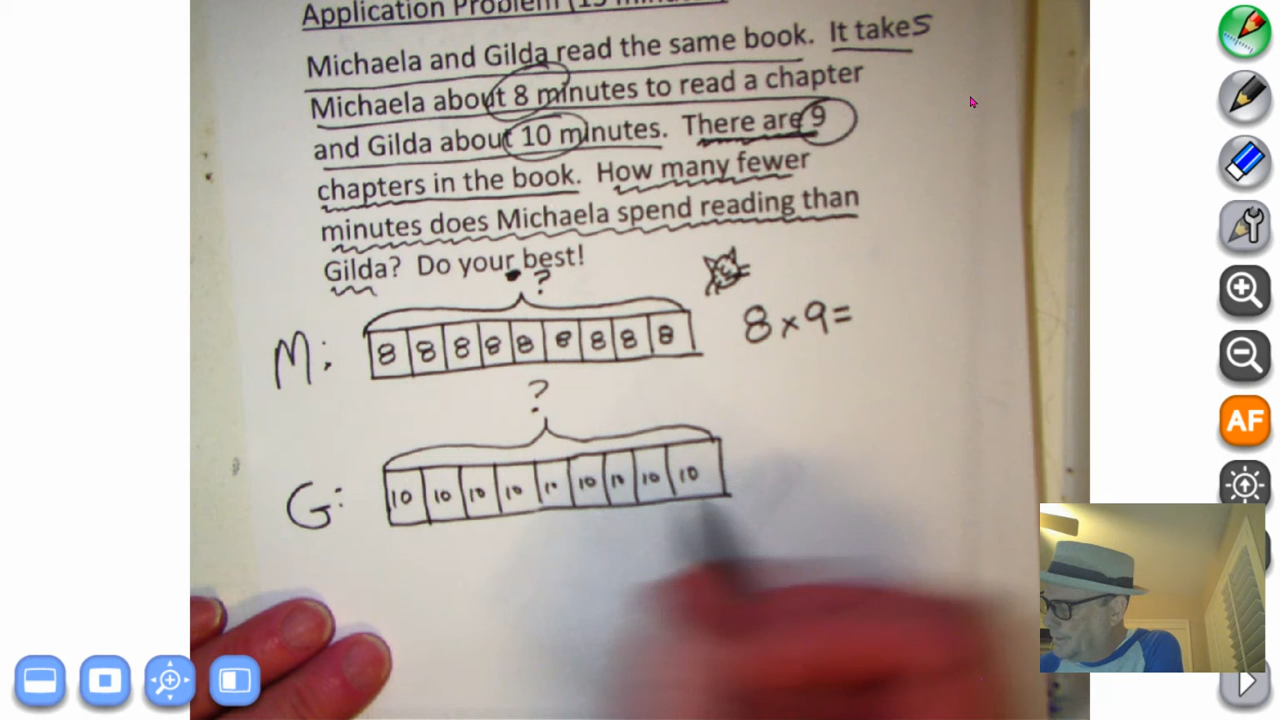 Application Problem (15 minutes)
Michaela and Gilda read the same book. It takes
Michaela about 8 minutes to read a chapter
and Gilda about 10 minutes. There are 9
chapters in the book. How many fewer
minutes does Michaela spend reading than
Gilda? Do your best!
?
M: 8 8 8 8 8 8 8 8 8 8 x 9 =
?
G: 10 10 10 10 10 10 10 10 10
AF